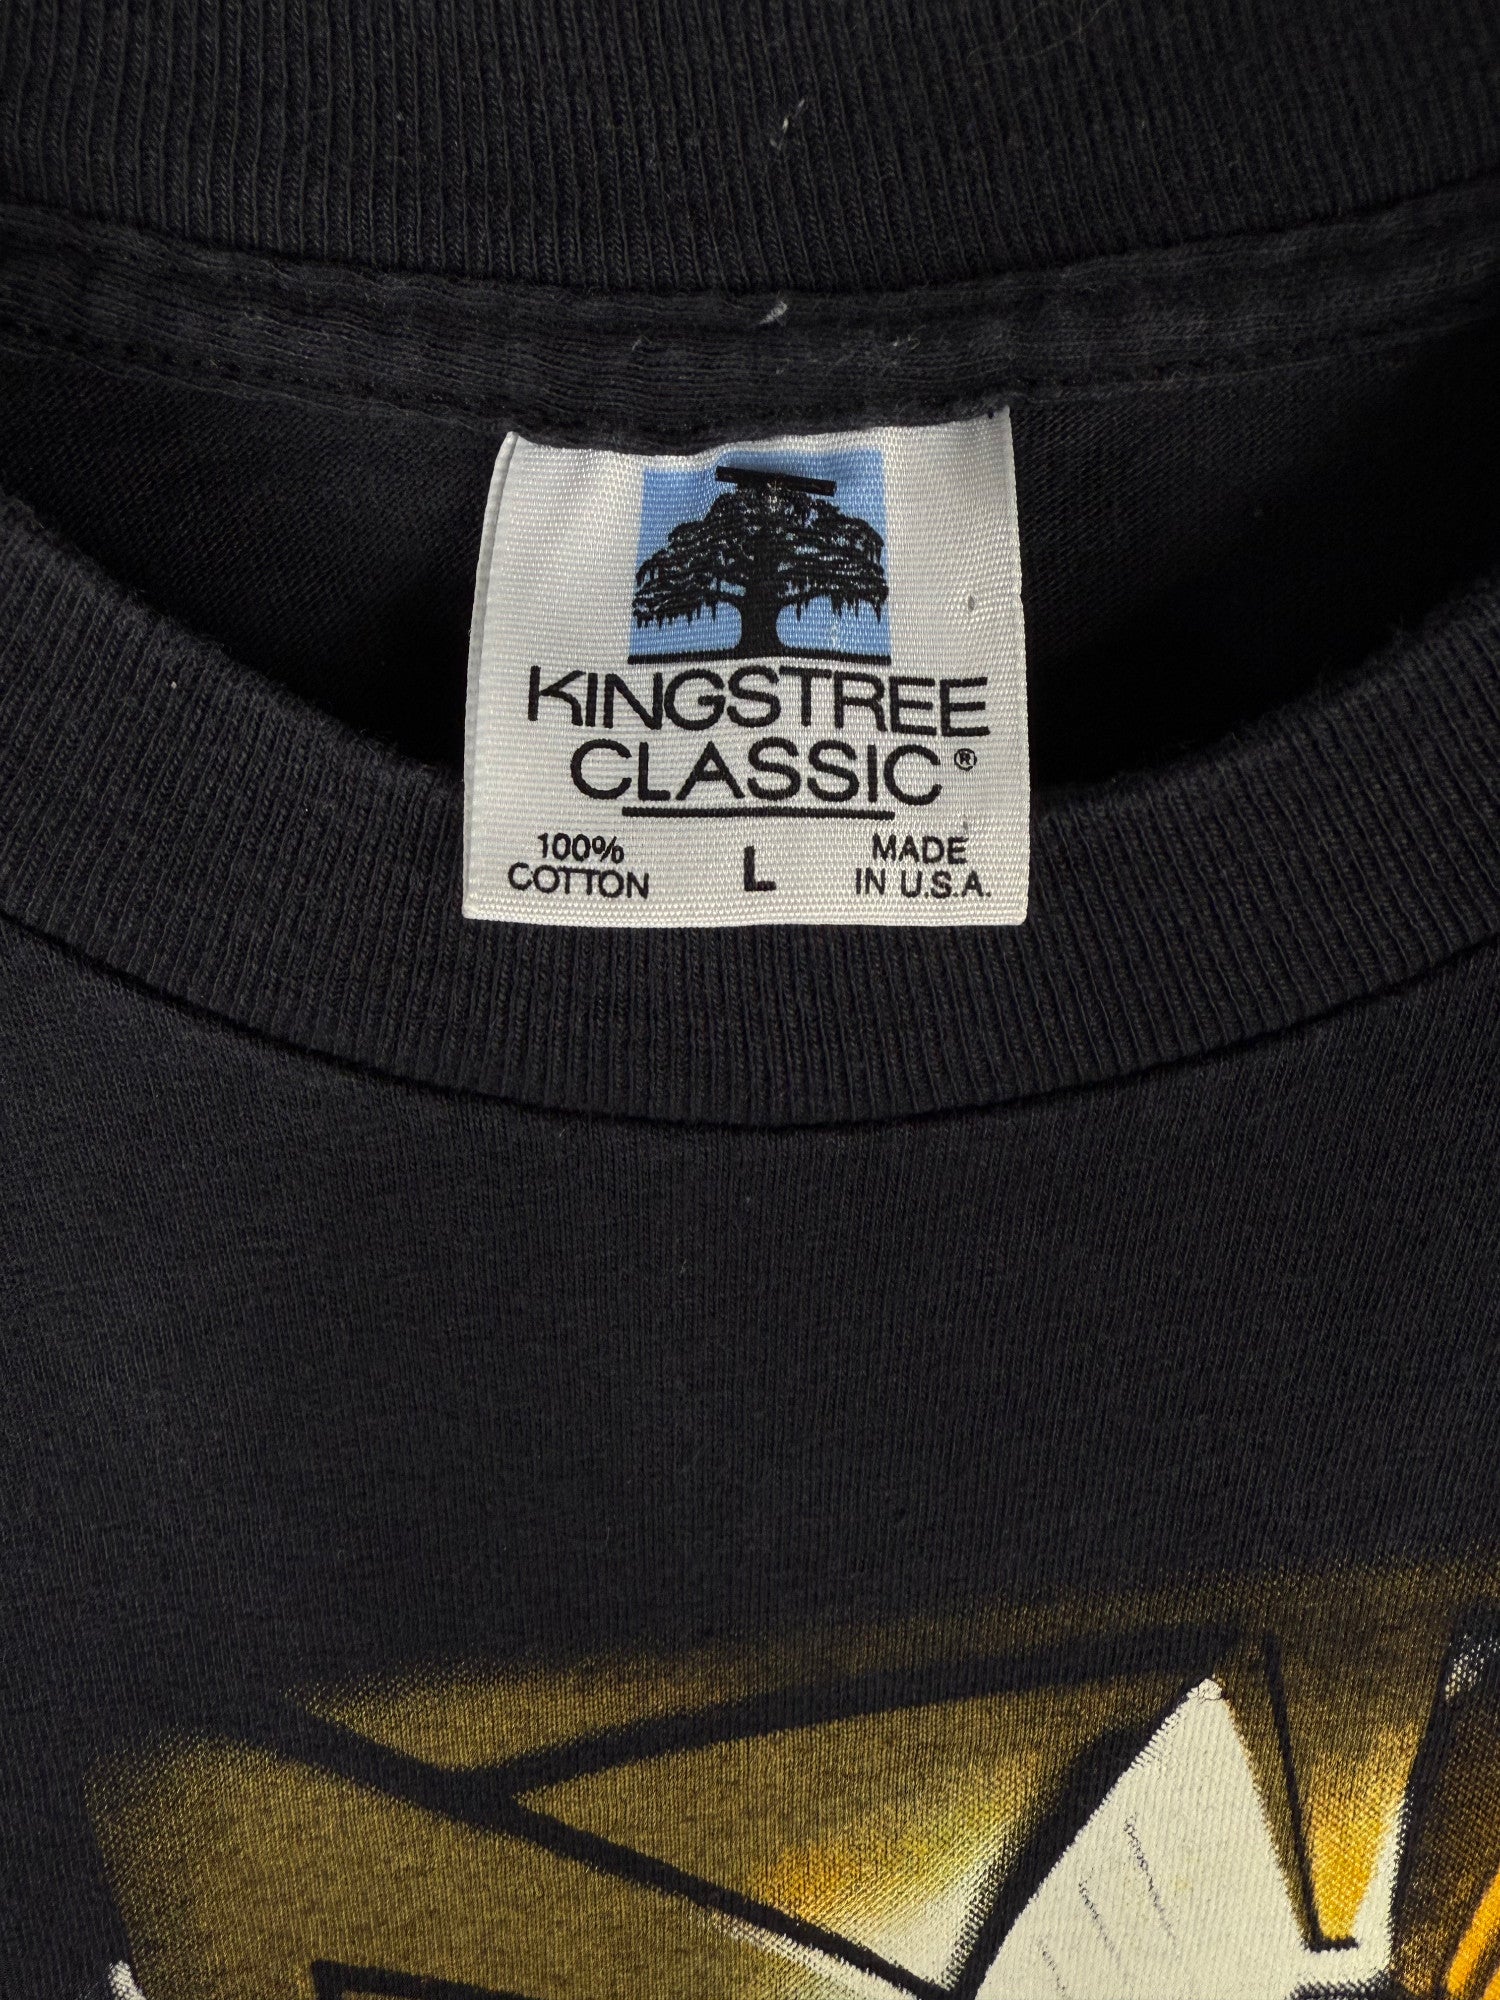 KINGSTREE
CLASSIC®
100%
COTTON
L
MADE
IN U.S.A.